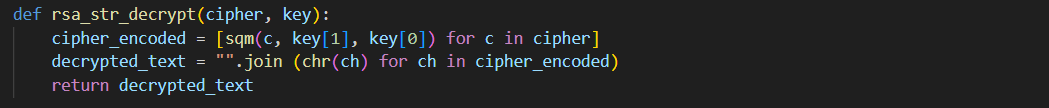 def rsa_str_decrypt(cipher, key):
    cipher_encoded = [sqm(c, key[1], key[0]) for c in cipher]
    decrypted_text = "".join (chr(ch) for ch in cipher_encoded)
    return decrypted_text